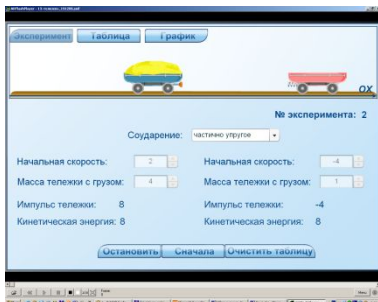 Эксперимент Таблица График
OX
№ эксперимента: 2
Соударение: частично упругое
Начальная скорость: 2 Начальная скорость: -4
Масса тележки с грузом: 4 Масса тележки с грузом: 1
Импульс тележки: 8 Импульс тележки: -4
Кинетическая энергия: 8 Кинетическая энергия: 8
Остановить Сначала Очистить таблицу